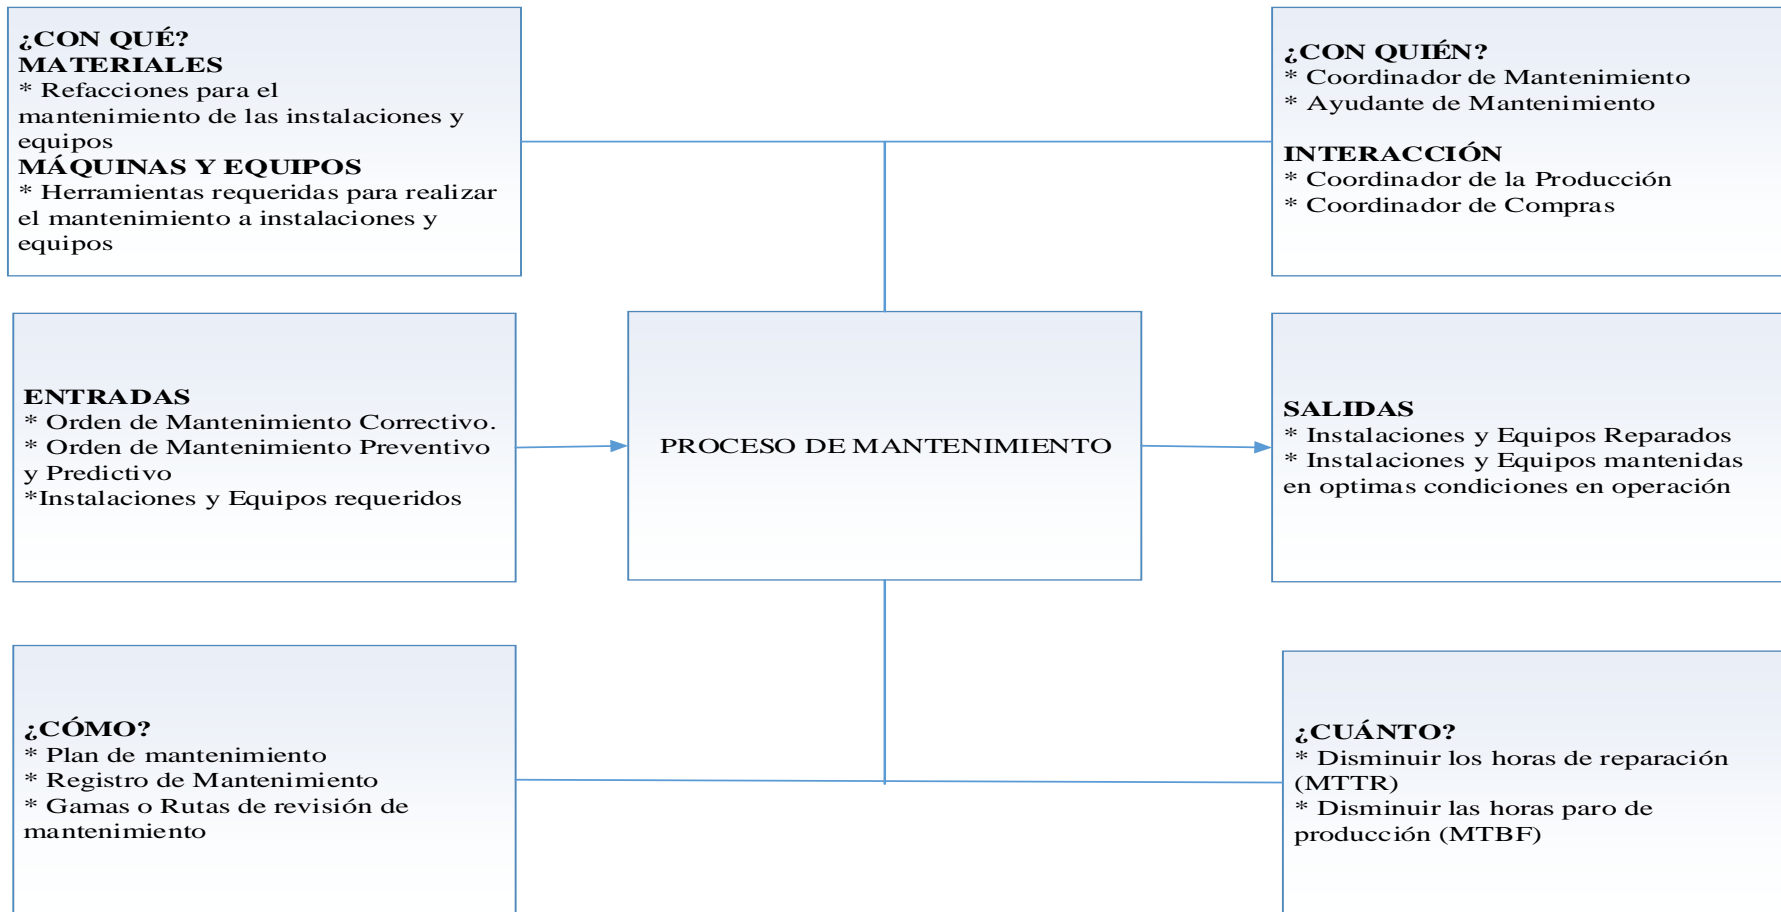 ¿CON QUÉ?
MATERIALES
* Refacciones para el
mantenimiento de las instalaciones y
equipos
MÁQUINAS Y EQUIPOS
* Herramientas requeridas para realizar
el mantenimiento a instalaciones y
equipos
¿CON QUIÉN?
* Coordinador de Mantenimiento
* Ayudante de Mantenimiento
INTERACCIÓN
* Coordinador de la Producción
* Coordinador de Compras
ENTRADAS
* Orden de Mantenimiento Correctivo.
* Orden de Mantenimiento Preventivo
y Predictivo
*Instalaciones y Equipos requeridos
PROCESO DE MANTENIMIENTO
SALIDAS
* Instalaciones y Equipos Reparados
* Instalaciones y Equipos mantenidas
en optimas condiciones en operación
¿CÓMO?
* Plan de mantenimiento
* Registro de Mantenimiento
* Gamas o Rutas de revisión de
mantenimiento
¿CUÁNTO?
* Disminuir los horas de reparación
(MTTR)
* Disminuir las horas paro de
producción (MTBF)